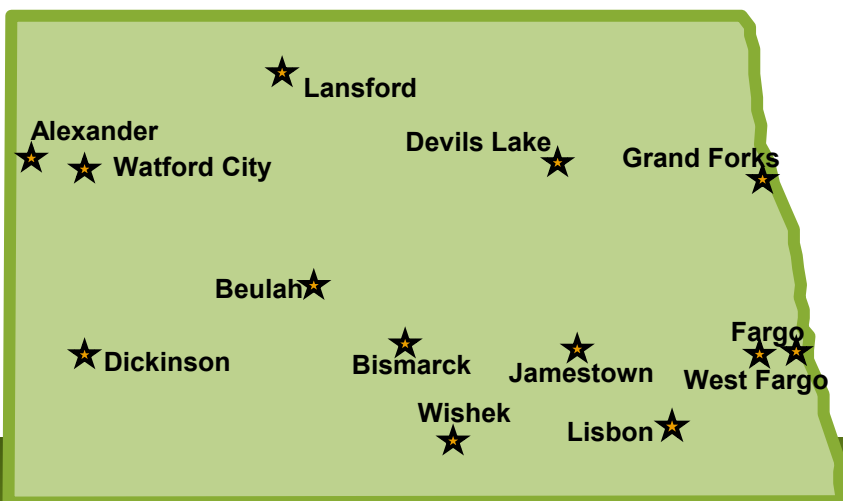 Lansford
Alexander
Devils Lake
Grand Forks
Watford City
Beulah
Fargo
Dickinson
Bismarck
Jamestown
West Fargo
Wishek
Lisbon